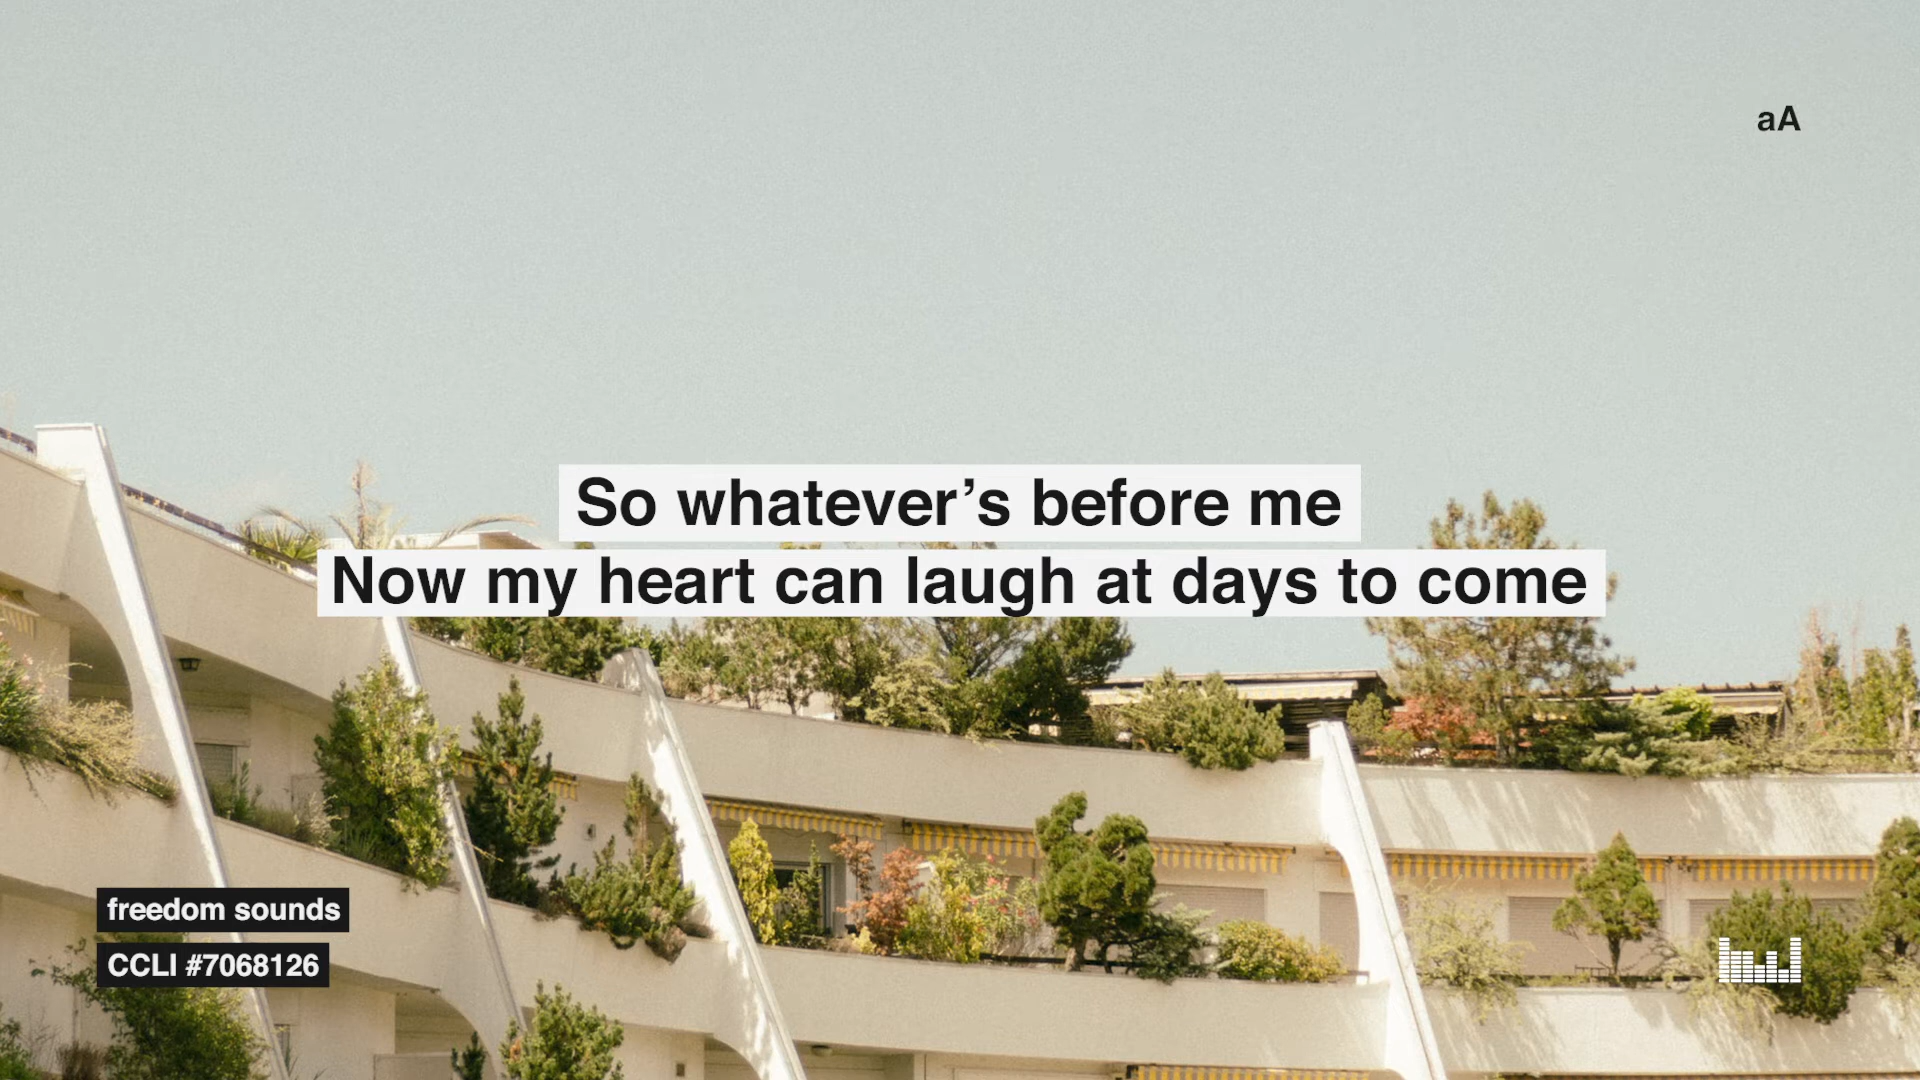 aA
So whatever’s before me
Now my heart can laugh at days to come
freedom sounds
CCLI #7068126